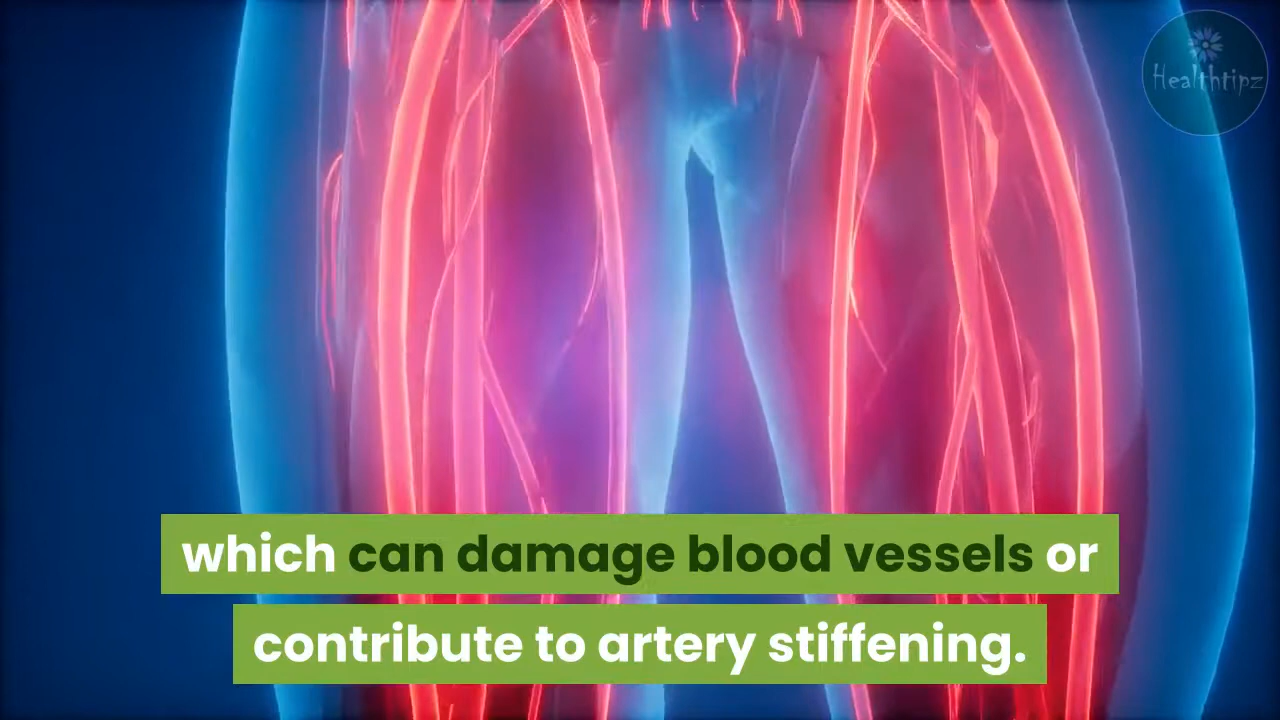 Healthtipz
which can damage blood vessels or
contribute to artery stiffening.